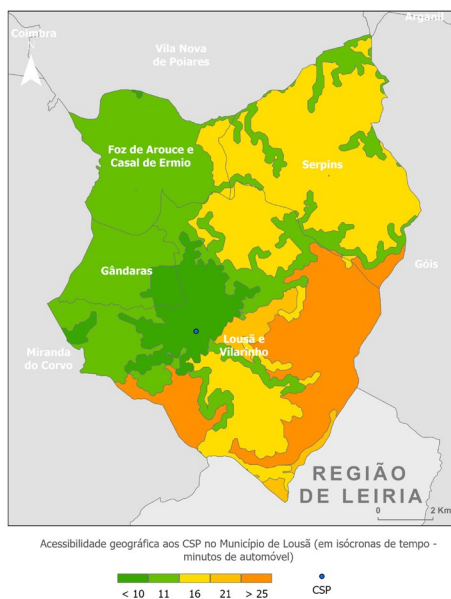 Coimbra
Arganil
N
Vila Nova
de Poiares
Foz de Arouce e
Casal de Ermio
Serpins
Gândaras
Góis
Lousã e
Vilarinho
Miranda
do Corvo
REGIÃO
DE LEIRIA
0 2 Km
Acessibilidade geográfica aos CSP no Município de Lousã (em isócronas de tempo -
minutos de automóvel)
< 10 11 16 21 > 25 CSP